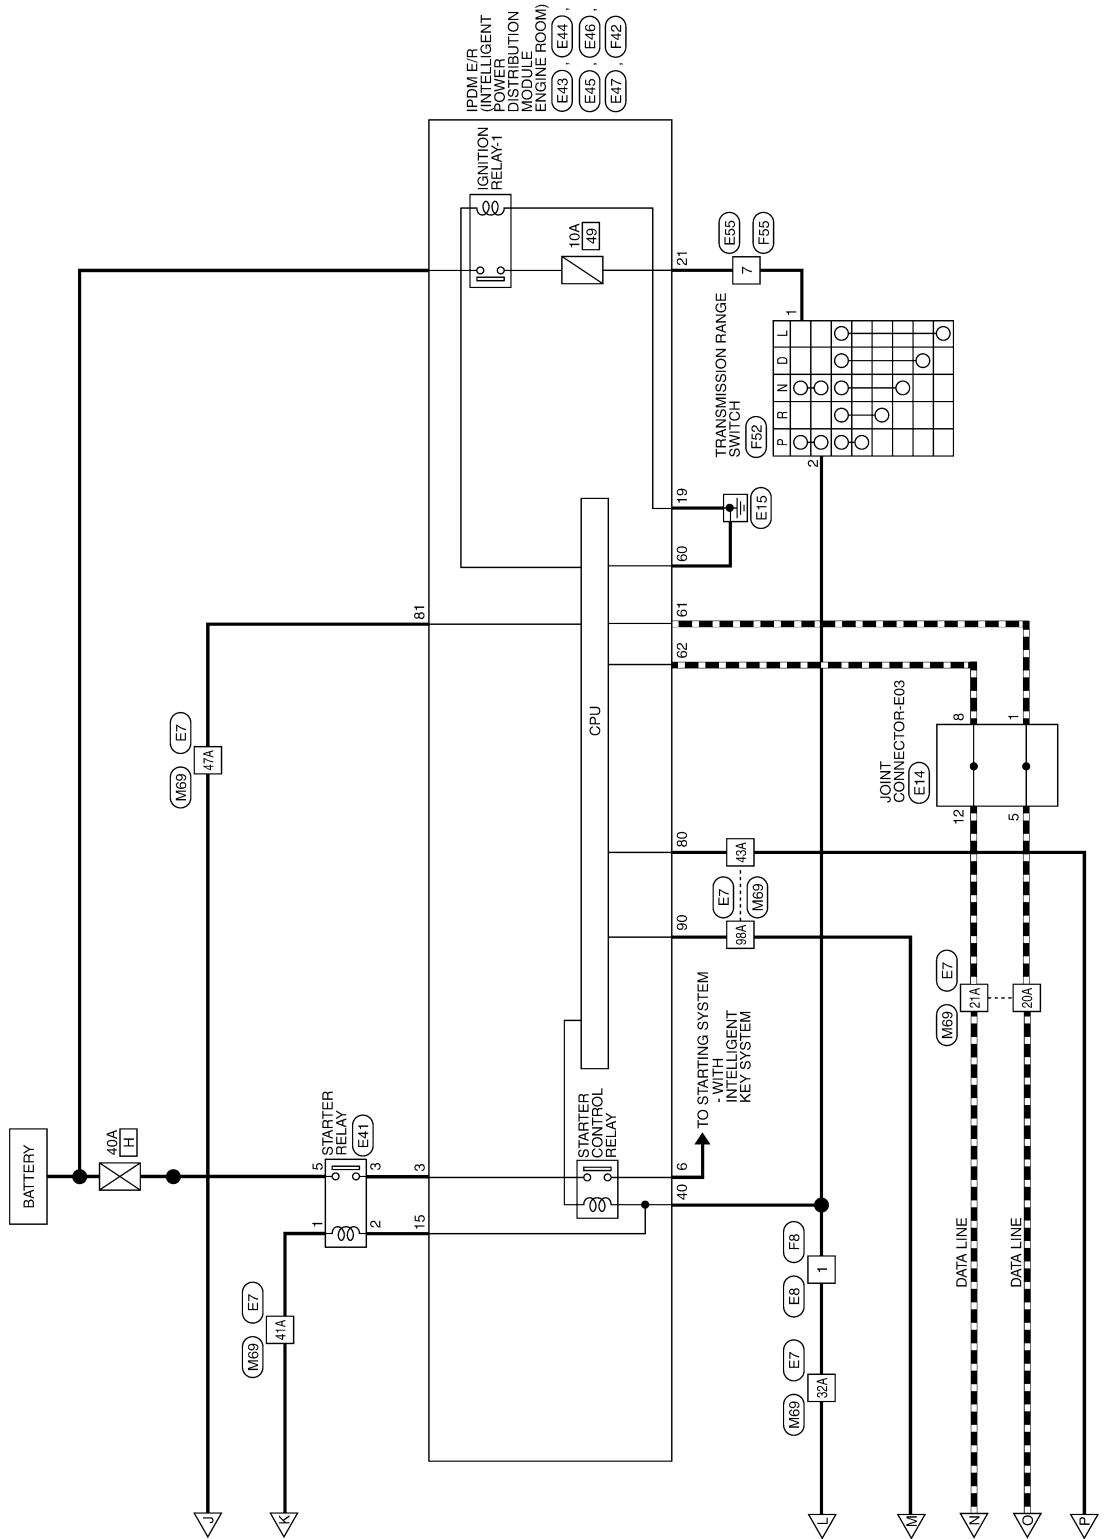 BATTERY
40A
H
J
M69
E7
47A
81
K
M69
E7
41A
STARTER
RELAY
E41
5
3
1
2
3
15
IPDM E/R
(INTELLIGENT
POWER
DISTRIBUTION
MODULE
ENGINE ROOM)
E43 , E44 ,
E45 , E46 ,
E47 , F42
IGNITION
RELAY-1
10A
49
CPU
STARTER
CONTROL
RELAY
6
40
90
80
62
61
60
19
21
TO STARTING SYSTEM
- WITH
INTELLIGENT
KEY SYSTEM
E7
M69
98A
43A
E15
E55
F55
7
TRANSMISSION RANGE
SWITCH
F52
1
2
P R N D L
L
M69
E7
32A
E8
F8
1
M
JOINT
CONNECTOR-E03
E14
12
8
5
1
M69
E7
21A
20A
N
DATA LINE
O
DATA LINE
P